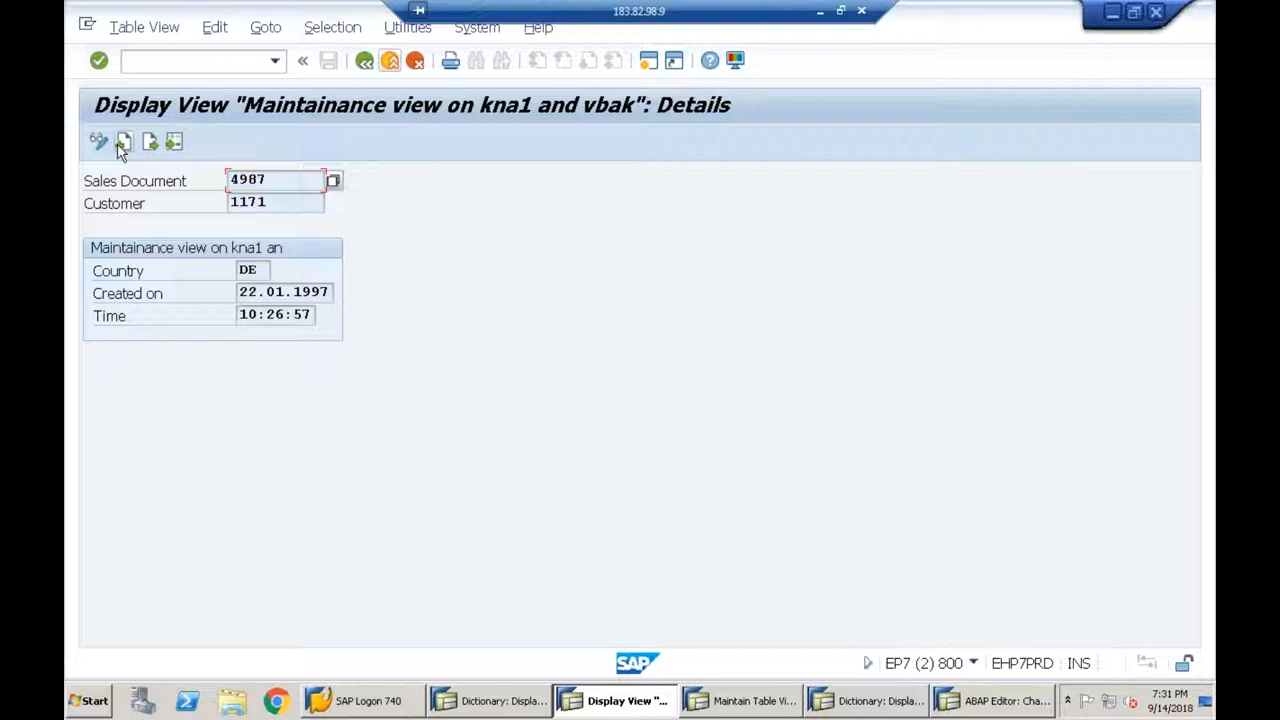 183.82.98.9
Table View Edit Goto Selection Utilities System Help
Display View "Maintainance view on kna1 and vbak": Details
Sales Document 4987
Customer 1171
Maintainance view on kna1 an
Country DE
Created on 22.01.1997
Time 10:26:57
SAP EP7 (2) 800 EHP7PRD INS
Start SAP Logon 740 Dictionary: Displa... Display View "... Maintain Table Vi... Dictionary: Displa... ABAP Editor: Cha... 7:31 PM
9/14/2018